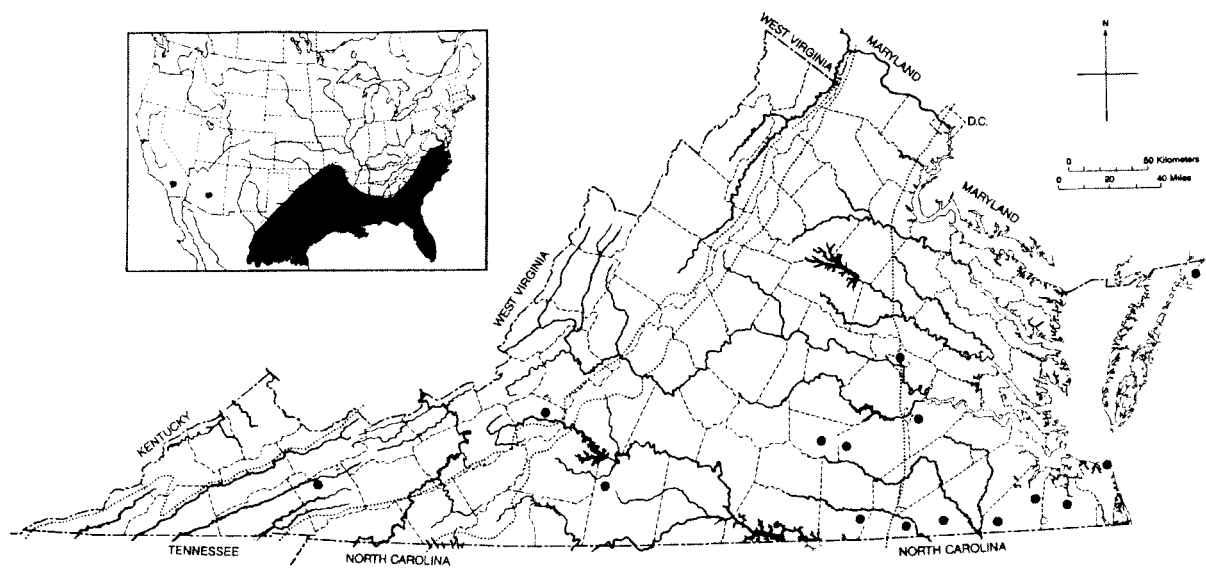 WEST VIRGINIA
MARYLAND
N
D.C.
0 50 Kilometers
0 20 40 Miles
MARYLAND
WEST VIRGINIA
KENTUCKY
TENNESSEE
NORTH CAROLINA
NORTH CAROLINA